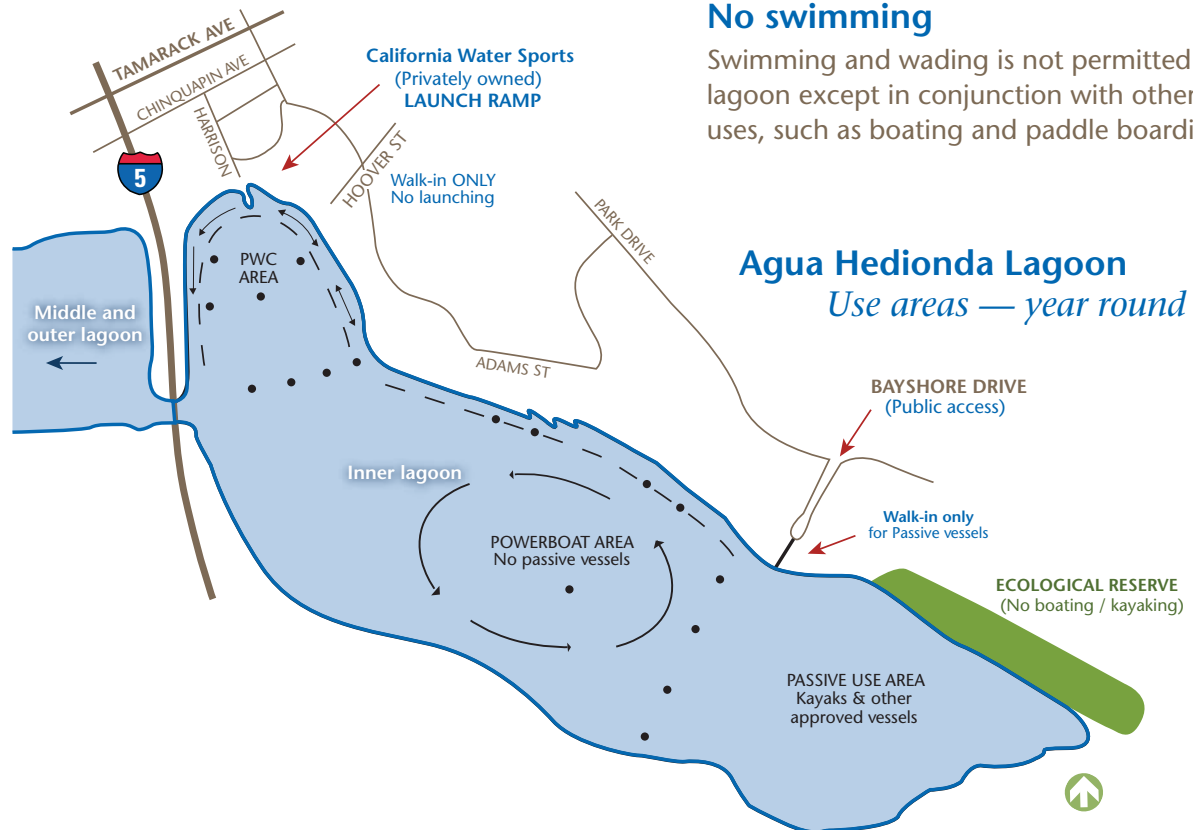 No swimming
Swimming and wading is not permitted
lagoon except in conjunction with other
uses, such as boating and paddle boardi
Agua Hedionda Lagoon
Use areas — year round
TAMARACK AVE
CHINQUAPIN AVE
HARRISON
5
California Water Sports
(Privately owned)
LAUNCH RAMP
HOOVER ST
Walk-in ONLY
No launching
PARK DRIVE
PWC
AREA
Middle and
outer lagoon
ADAMS ST
BAYSHORE DRIVE
(Public access)
Inner lagoon
POWERBOAT AREA
No passive vessels
Walk-in only
for Passive vessels
ECOLOGICAL RESERVE
(No boating / kayaking)
PASSIVE USE AREA
Kayaks & other
approved vessels